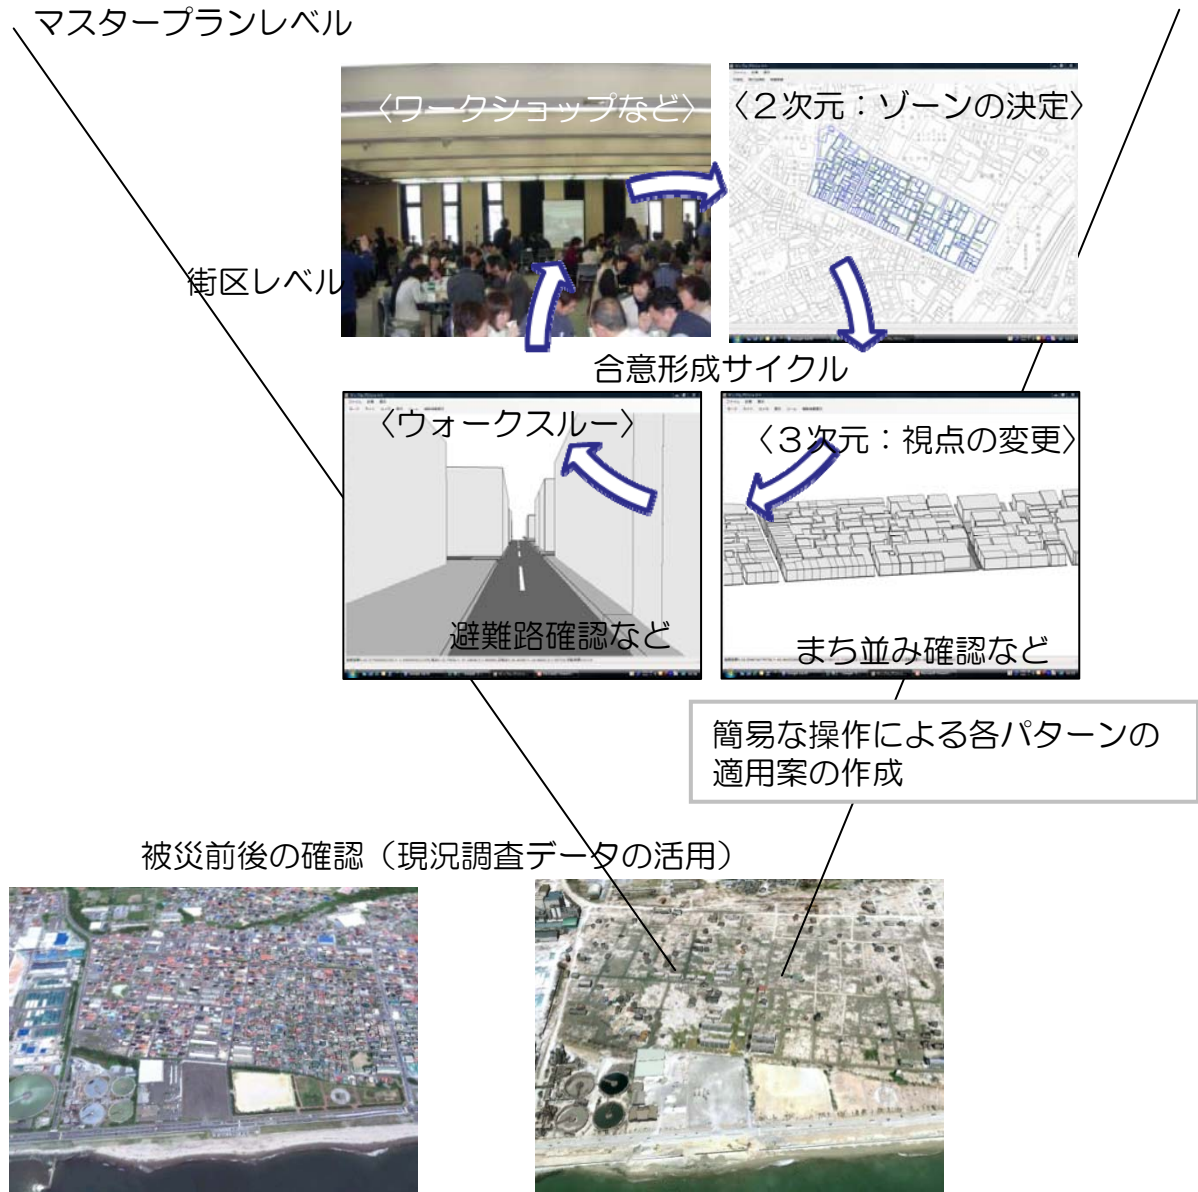 マスタープランレベル
〈ワークショップなど〉
〈２次元：ゾーンの決定〉
街区レベル
合意形成サイクル
〈ウォークスルー〉
〈３次元：視点の変更〉
避難路確認など
まち並み確認など
簡易な操作による各パターンの
適用案の作成
被災前後の確認（現況調査データの活用）